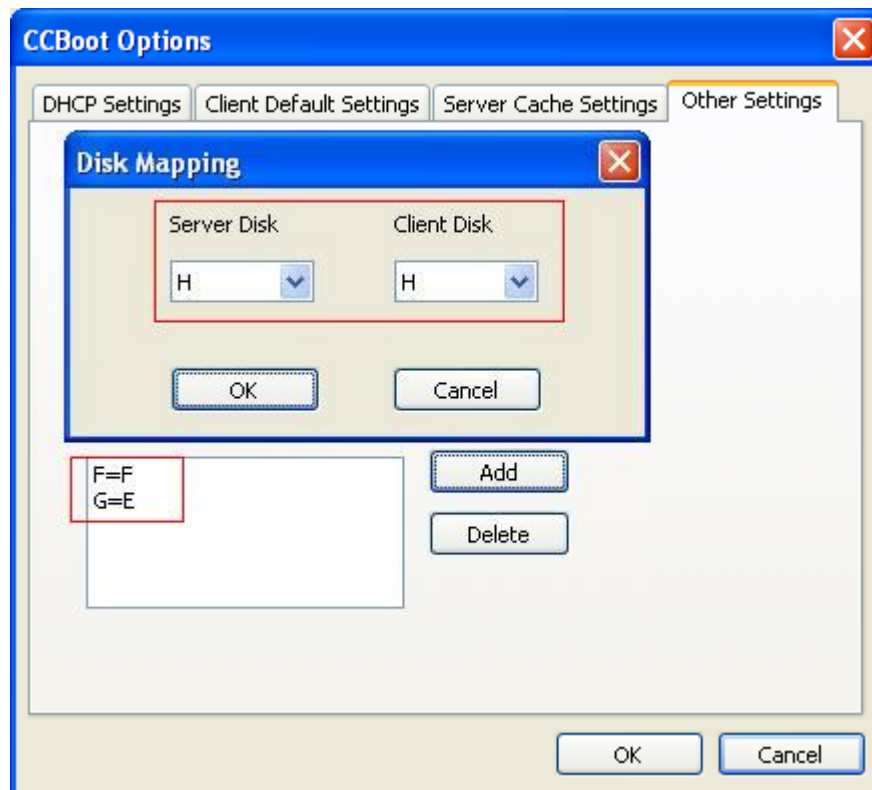 CCBoot Options
DHCP Settings Client Default Settings Server Cache Settings Other Settings
Disk Mapping
Server Disk Client Disk
H H
OK Cancel
F=F
G=E
Add
Delete
OK Cancel